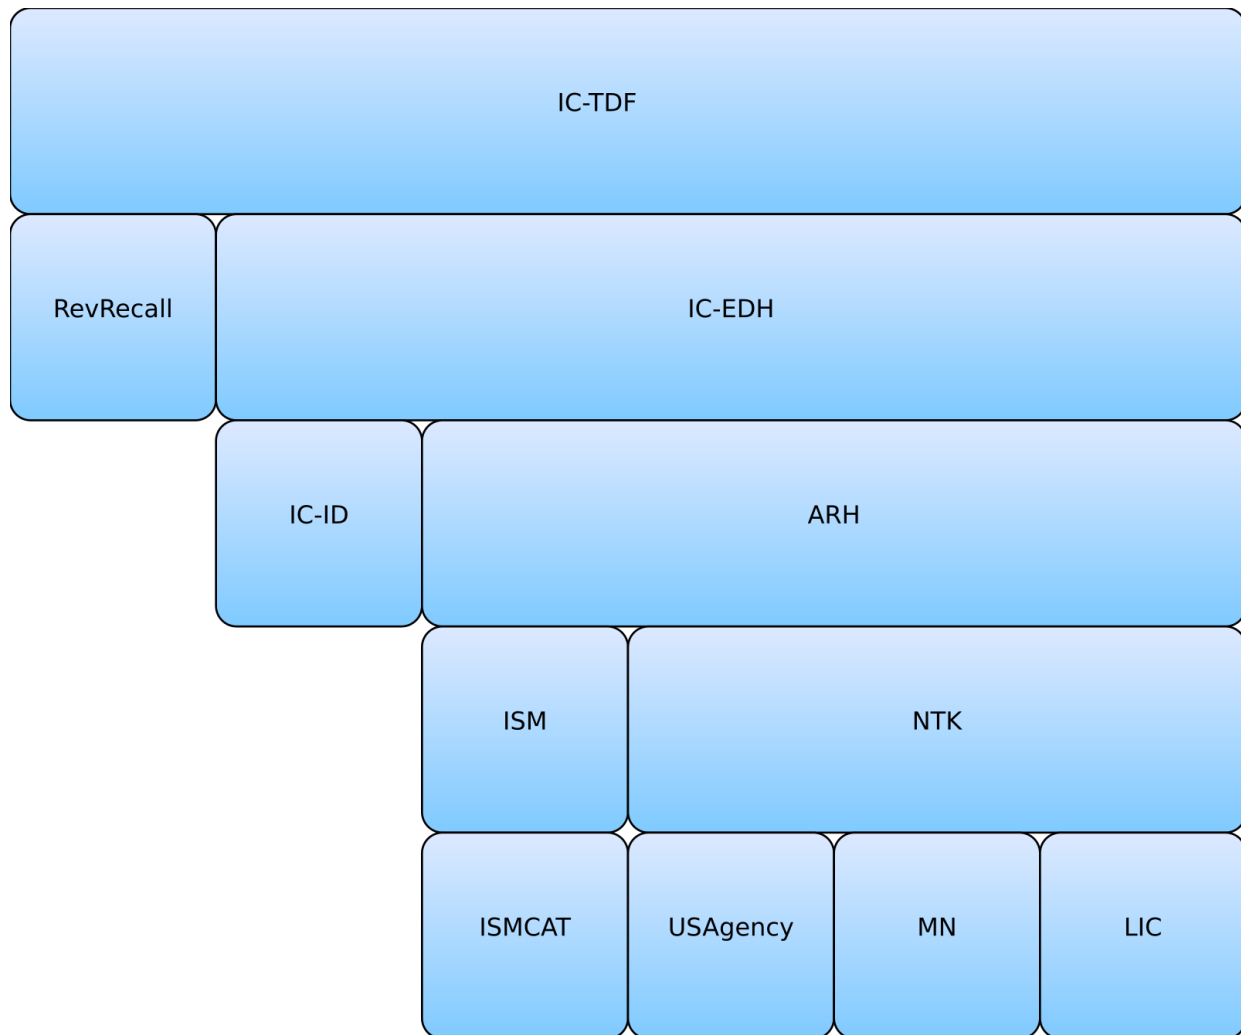 IC-TDF
RevRecall
IC-EDH
IC-ID
ARH
ISM
NTK
ISMCAT
USAgency
MN
LIC